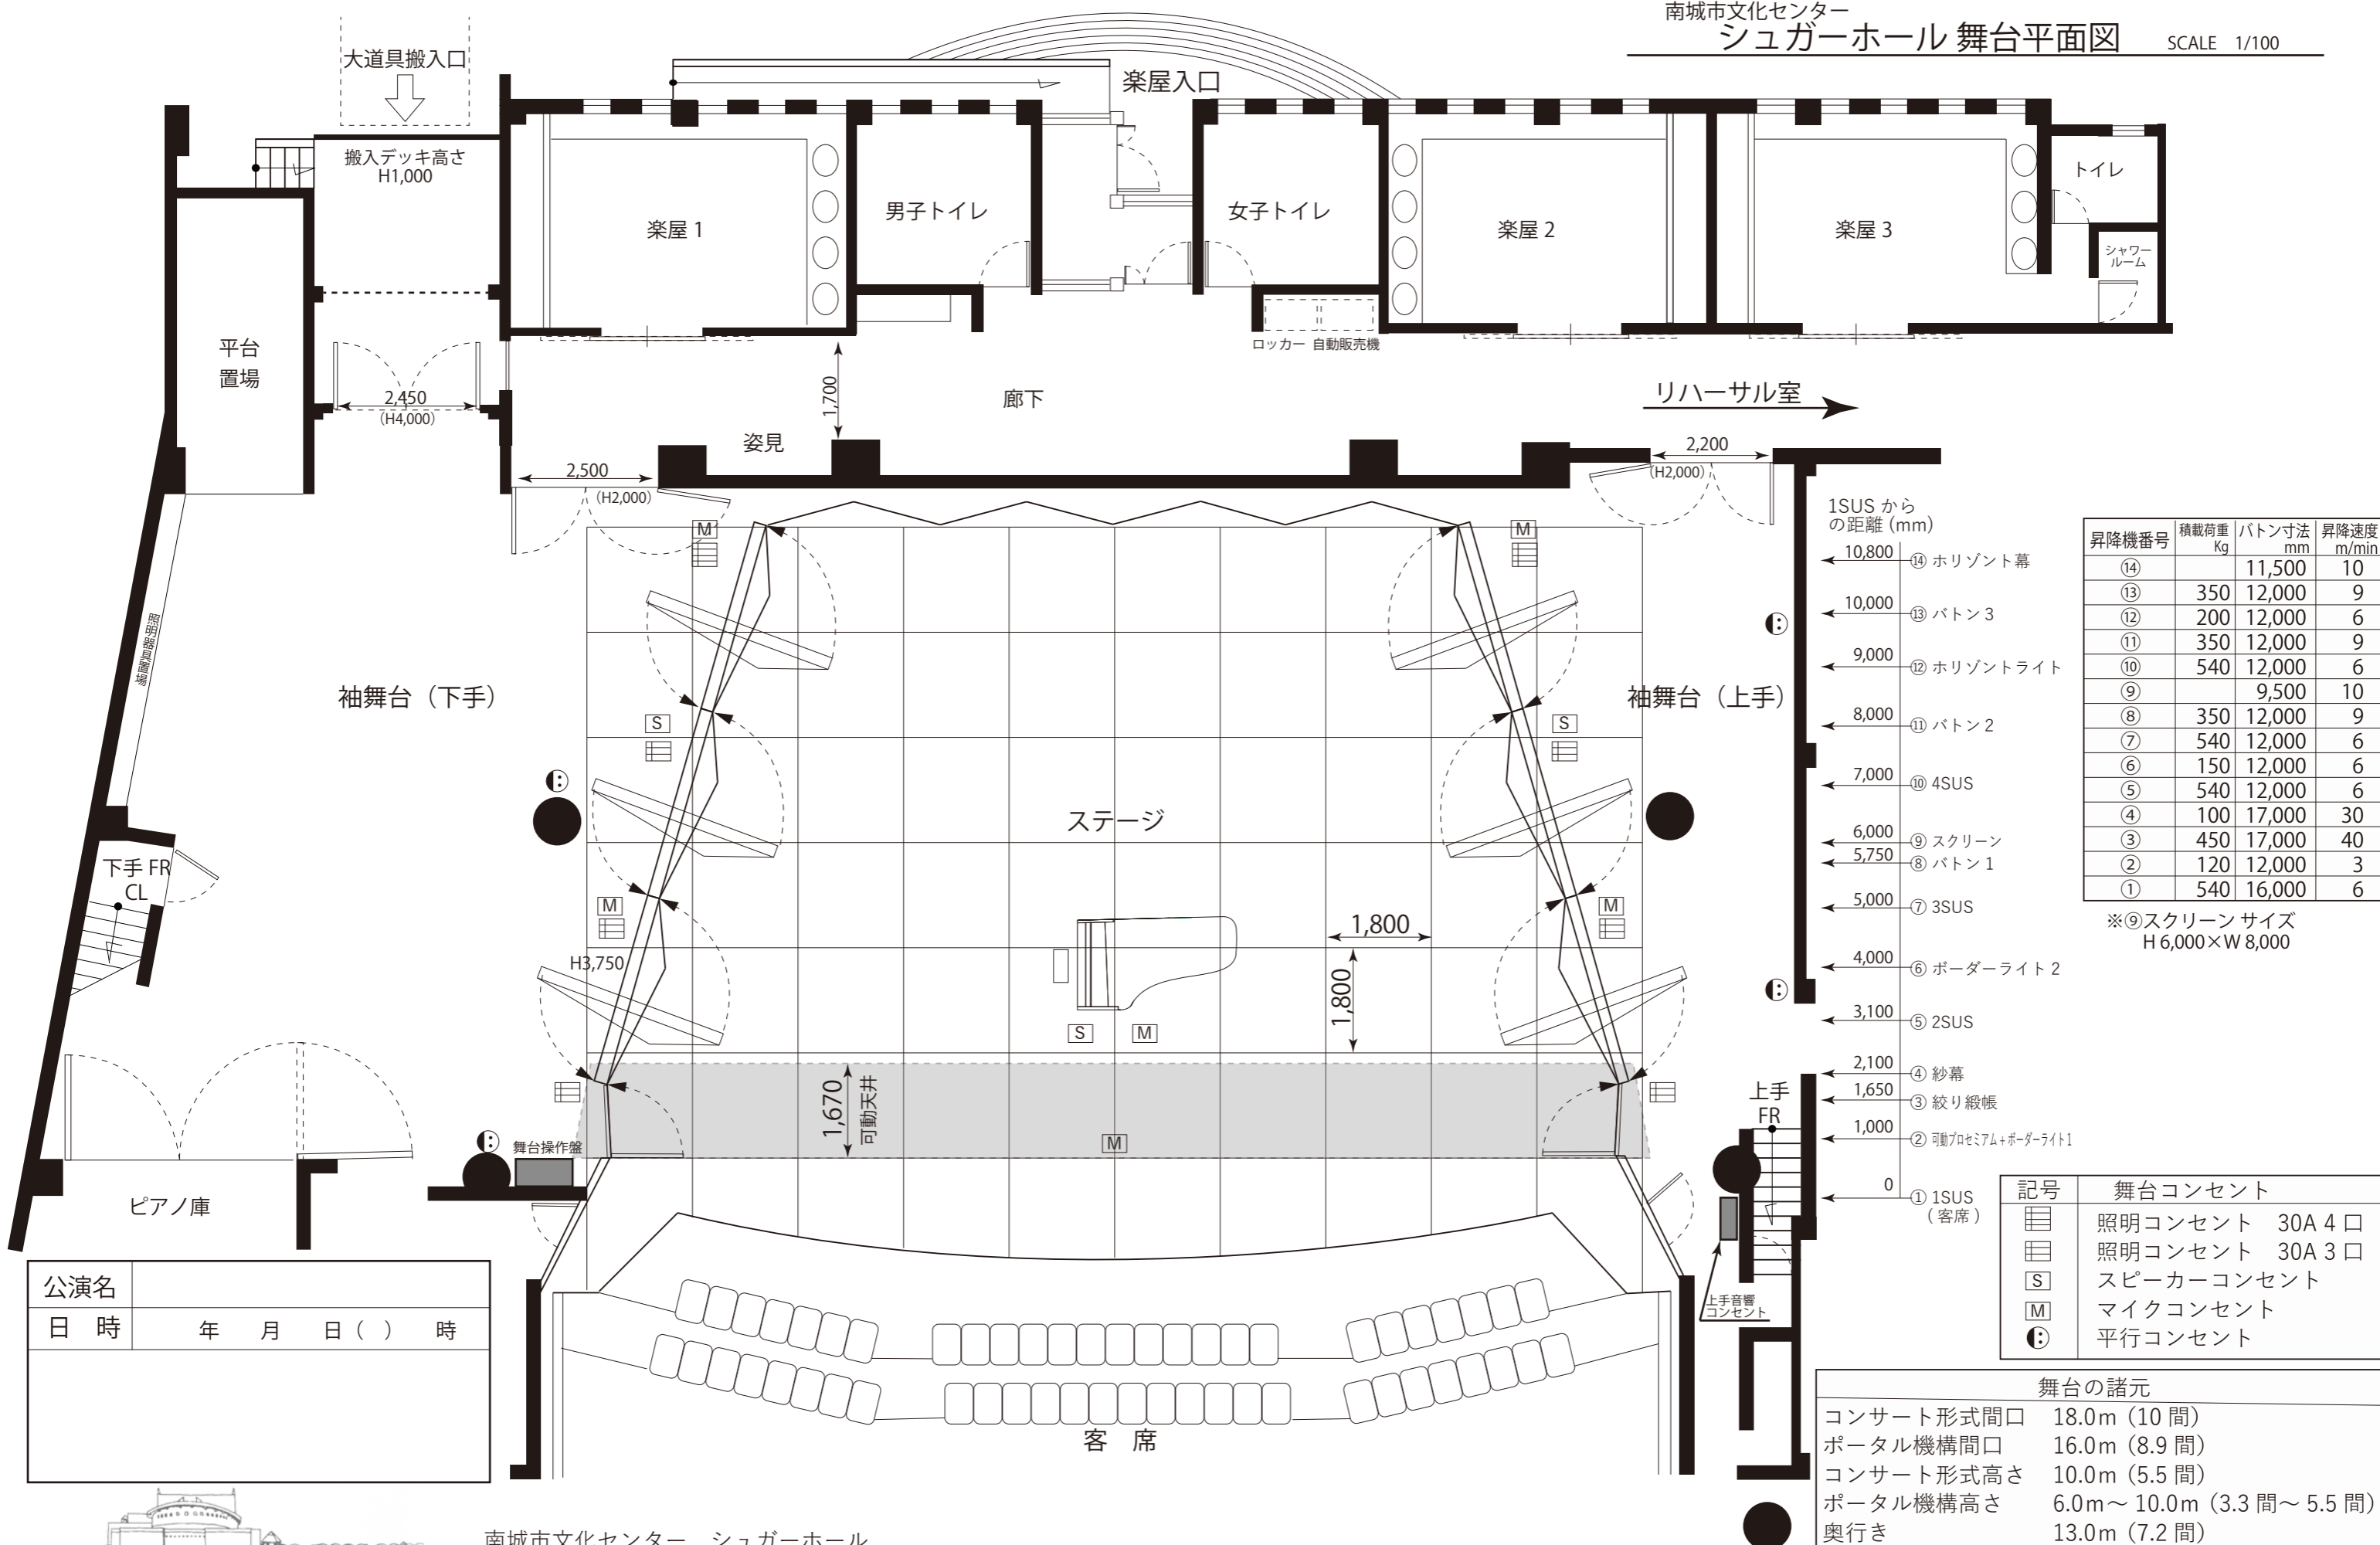 南城市文化センター
シュガーホール 舞台平面図 SCALE 1/100
大道具搬入口
楽屋入口
搬入デッキ高さ
H1,000
楽屋 1
男子トイレ
女子トイレ
楽屋 2
楽屋 3
トイレ
シャワー
ルーム
平台
置場
ロッカー 自動販売機
2,450
(H4,000)
1,700
廊下
リハーサル室
姿見
2,500
(H2,000)
2,200
(H2,000)
照明器具置場
袖舞台（下手）
袖舞台（上手）
M
M
S
S
M
M
ステージ
下手 FR
CL
H3,750
1,800
1,800
S
M
1,670
可動天井
M
舞台操作盤
ピアノ庫
上手
FR
上手音響
コンセント
客 席
1SUS から
の距離 (mm)
10,800 ⑭ ホリゾント幕
10,000 ⑬ バトン 3
9,000 ⑫ ホリゾントライト
8,000 ⑪ バトン 2
7,000 ⑩ 4SUS
6,000 ⑨ スクリーン
5,750 ⑧ バトン 1
5,000 ⑦ 3SUS
4,000 ⑥ ボーダーライト 2
3,100 ⑤ 2SUS
2,100 ④ 紗幕
1,650 ③ 絞り緞帳
1,000 ② 可動プロセミアム+ボーダーライト1
0 ① 1SUS
( 客席 )
昇降機番号 積載荷重 Kg バトン寸法 mm 昇降速度 m/min
⑭ 11,500 10
⑬ 350 12,000 9
⑫ 200 12,000 6
⑪ 350 12,000 9
⑩ 540 12,000 6
⑨ 9,500 10
⑧ 350 12,000 9
⑦ 540 12,000 6
⑥ 150 12,000 6
⑤ 540 12,000 6
④ 100 17,000 30
③ 450 17,000 40
② 120 12,000 3
① 540 16,000 6
※⑨スクリーン サイズ
H 6,000×W 8,000
記号 舞台コンセント
照明コンセント 30A 4 口
照明コンセント 30A 3 口
S スピーカーコンセント
M マイクコンセント
平行コンセント
舞台の諸元
コンサート形式間口 18.0m (10 間)
ポータル機構間口 16.0m (8.9 間)
コンサート形式高さ 10.0m (5.5 間)
ポータル機構高さ 6.0m～ 10.0m (3.3 間～ 5.5 間)
奥行き 13.0m (7.2 間)
公演名
日 時 年 月 日 ( ) 時
南城市文化センター シュガーホール